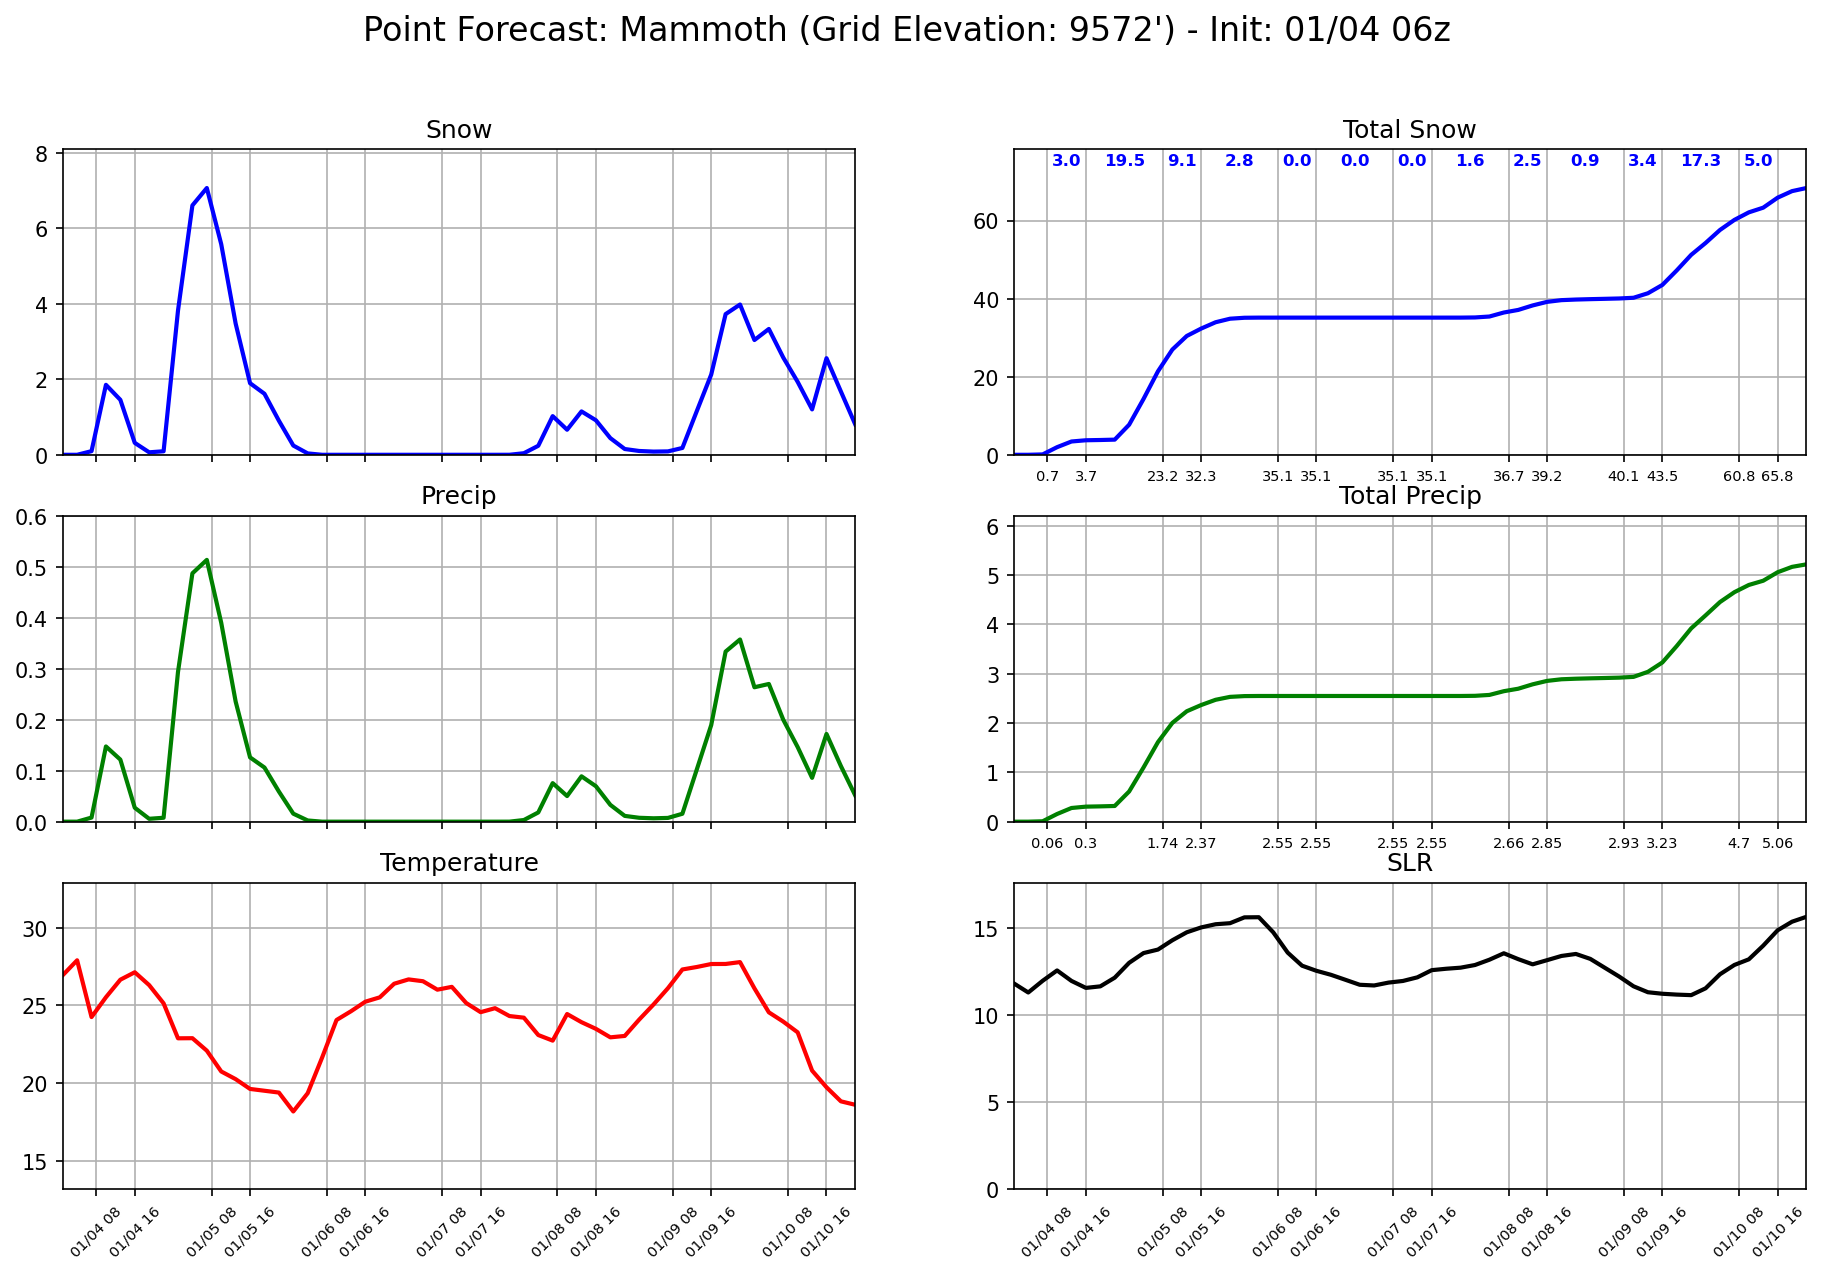 Point Forecast: Mammoth (Grid Elevation: 9572') - Init: 01/04 06z
Snow
8
6
4
2
0
Total Snow
3.0 19.5 9.1 2.8 0.0 0.0 0.0 1.6 2.5 0.9 3.4 17.3 5.0
60
40
20
0
0.7 3.7 23.2 32.3 35.1 35.1 35.1 35.1 36.7 39.2 40.1 43.5 60.8 65.8
Precip
0.6
0.5
0.4
0.3
0.2
0.1
0.0
Total Precip
6
5
4
3
2
1
0
0.06 0.3 1.74 2.37 2.55 2.55 2.55 2.55 2.66 2.85 2.93 3.23 4.7 5.06
Temperature
30
25
20
15
01/04 08 01/04 16 01/05 08 01/05 16 01/06 08 01/06 16 01/07 08 01/07 16 01/08 08 01/08 16 01/09 08 01/09 16 01/10 08 01/10 16
SLR
15
10
5
0
01/04 08 01/04 16 01/05 08 01/05 16 01/06 08 01/06 16 01/07 08 01/07 16 01/08 08 01/08 16 01/09 08 01/09 16 01/10 08 01/10 16